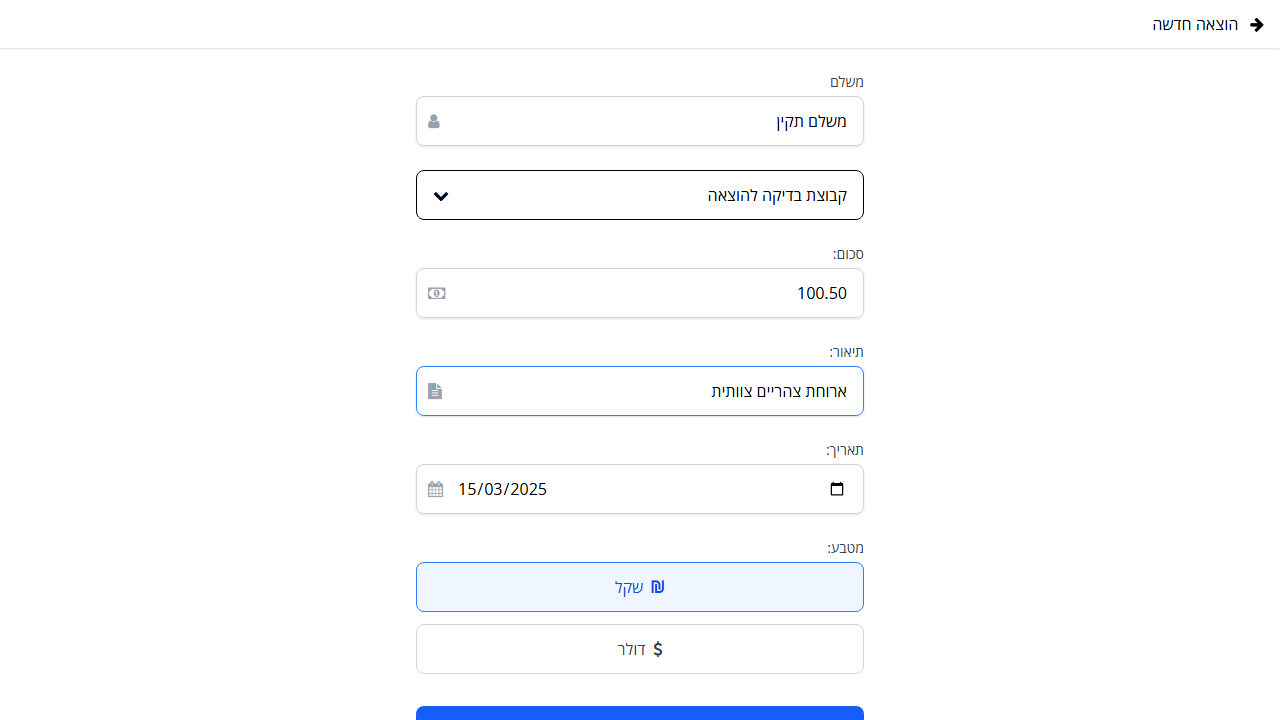 הוצאה חדשה
משלם
משלם תקין
קבוצת בדיקה להוצאה
סכום:
100.50
תיאור:
ארוחת צהריים צוותית
תאריך:
15/03/2025
מטבע:
₪ שקל
$ דולר